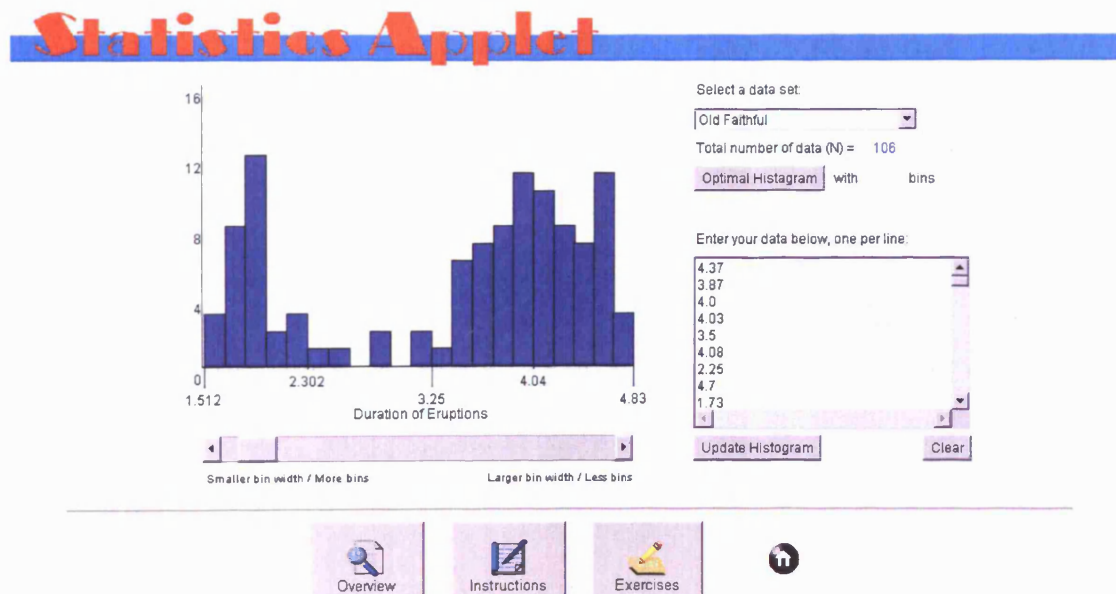 Statistics Applet
Select a data set:
Old Faithful
Total number of data (N) = 106
Optimal Histagram with bins
Enter your data below, one per line:
4.37
3.87
4.0
4.03
3.5
4.08
2.25
4.7
1.73
Update Histogram Clear
16
12
8
4
0
2.302 4.04
1.512 3.25 4.83
Duration of Eruptions
Smaller bin width / More bins Larger bin width / Less bins
Overview Instructions Exercises